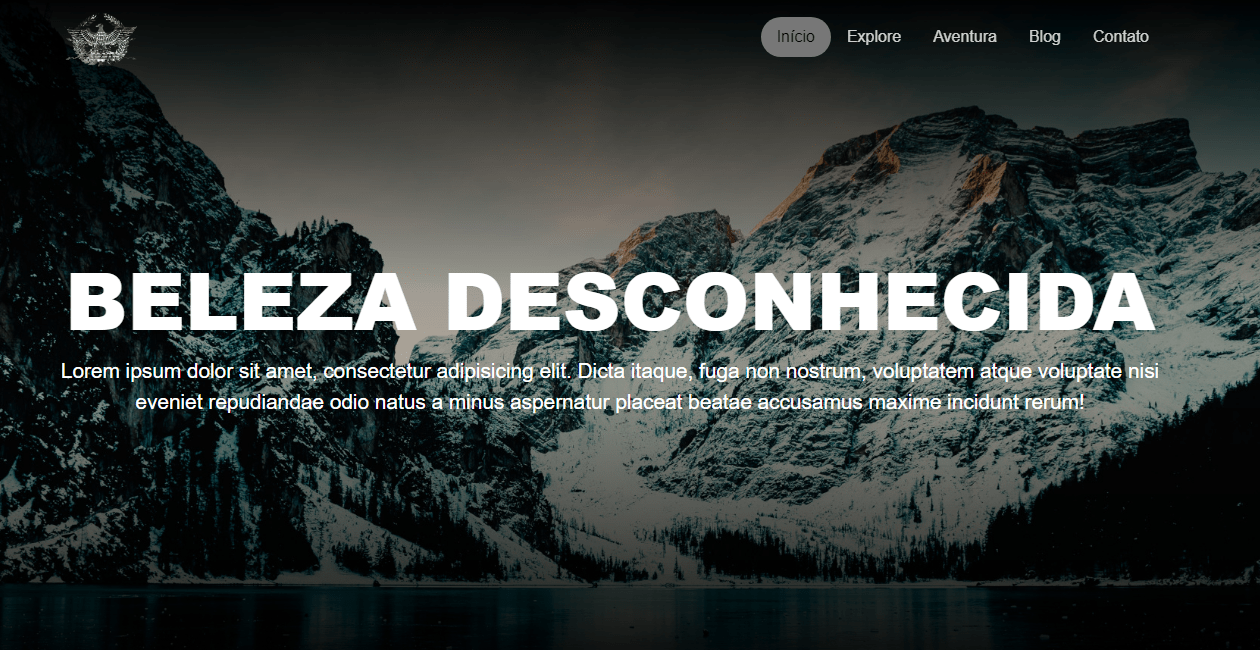 Início Explore Aventura Blog Contato
BELEZA DESCONHECIDA
Lorem ipsum dolor sit amet, consectetur adipisicing elit. Dicta itaque, fuga non nostrum, voluptatem atque voluptate nisi
eveniet repudiandae odio natus a minus aspernatur placeat beatae accusamus maxime incidunt rerum!